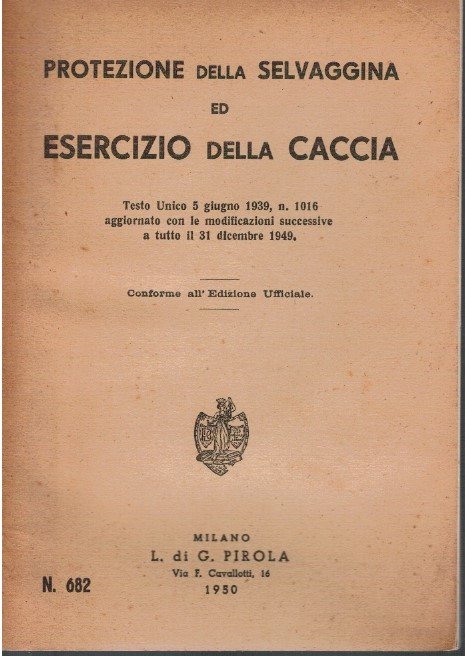 PROTEZIONE DELLA SELVAGGINA
ED
ESERCIZIO DELLA CACCIA
Testo Unico 5 giugno 1939, n. 1016
aggiornato con le modificazioni successive
a tutto il 31 dicembre 1949.
Conforme all' Edizione Ufficiale.
MILANO
L. di G. PIROLA
Via F. Cavallotti, 16
1950
N. 682